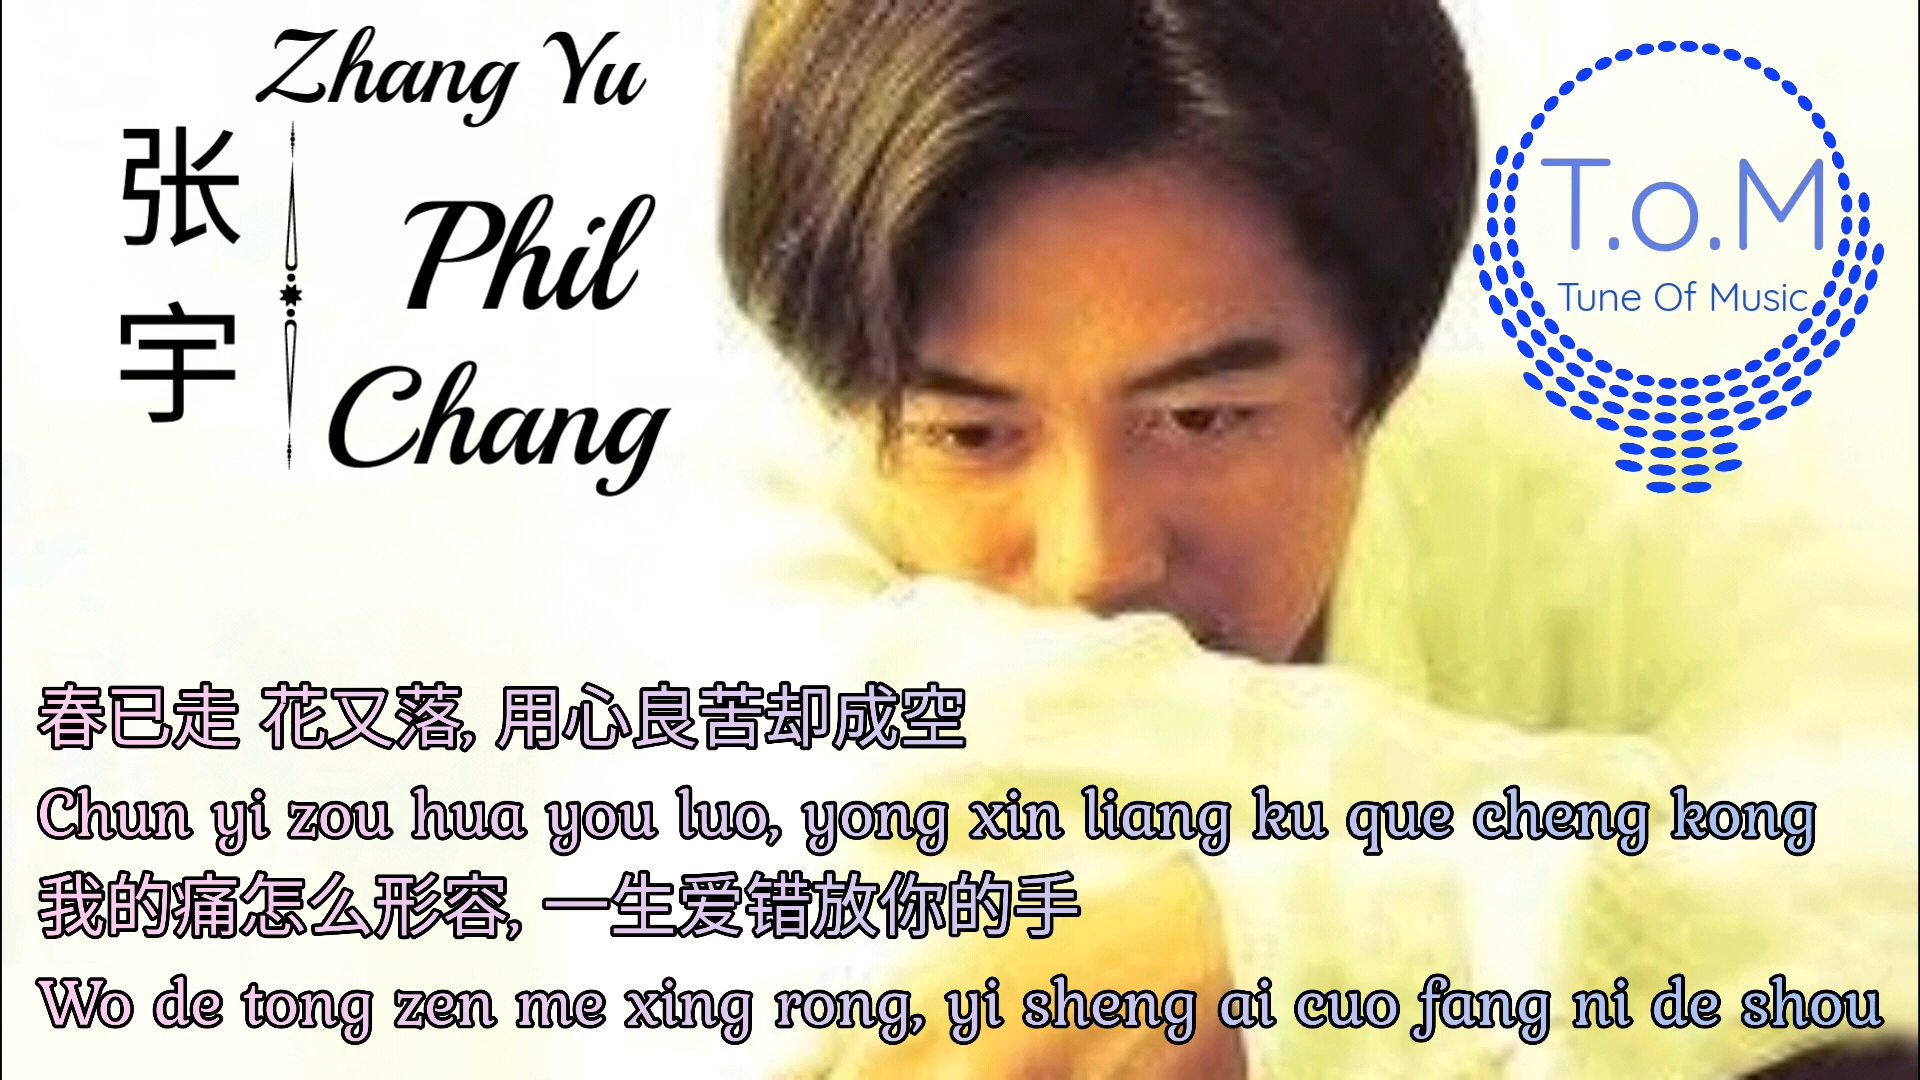 Zhang Yu
张
宇
Phil
Chang
T.o.M
Tune Of Music
春已走 花又落, 用心良苦却成空
Chun yi zou hua you luo, yong xin liang ku que cheng kong
我的痛怎么形容, 一生爱错放你的手
Wo de tong zen me xing rong, yi sheng ai cuo fang ni de shou